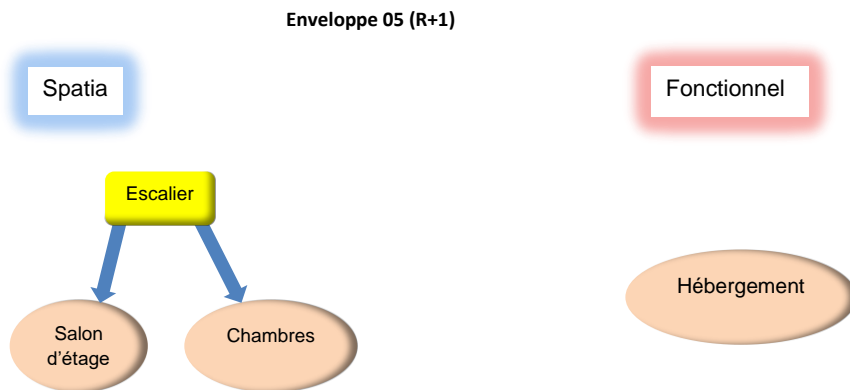 Enveloppe 05 (R+1)
Spatia
Fonctionnel
Escalier
Hébergement
Salon
d'étage
Chambres